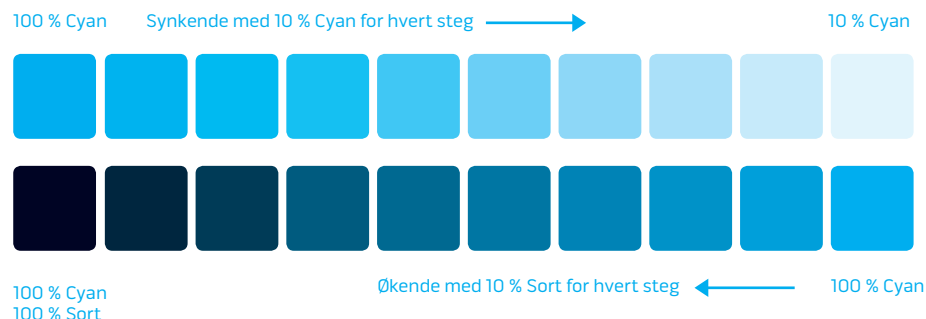 100 % Cyan
Synkende med 10 % Cyan for hvert steg
10 % Cyan
Økende med 10 % Sort for hvert steg
100 % Cyan
100 % Cyan
100 % Sort